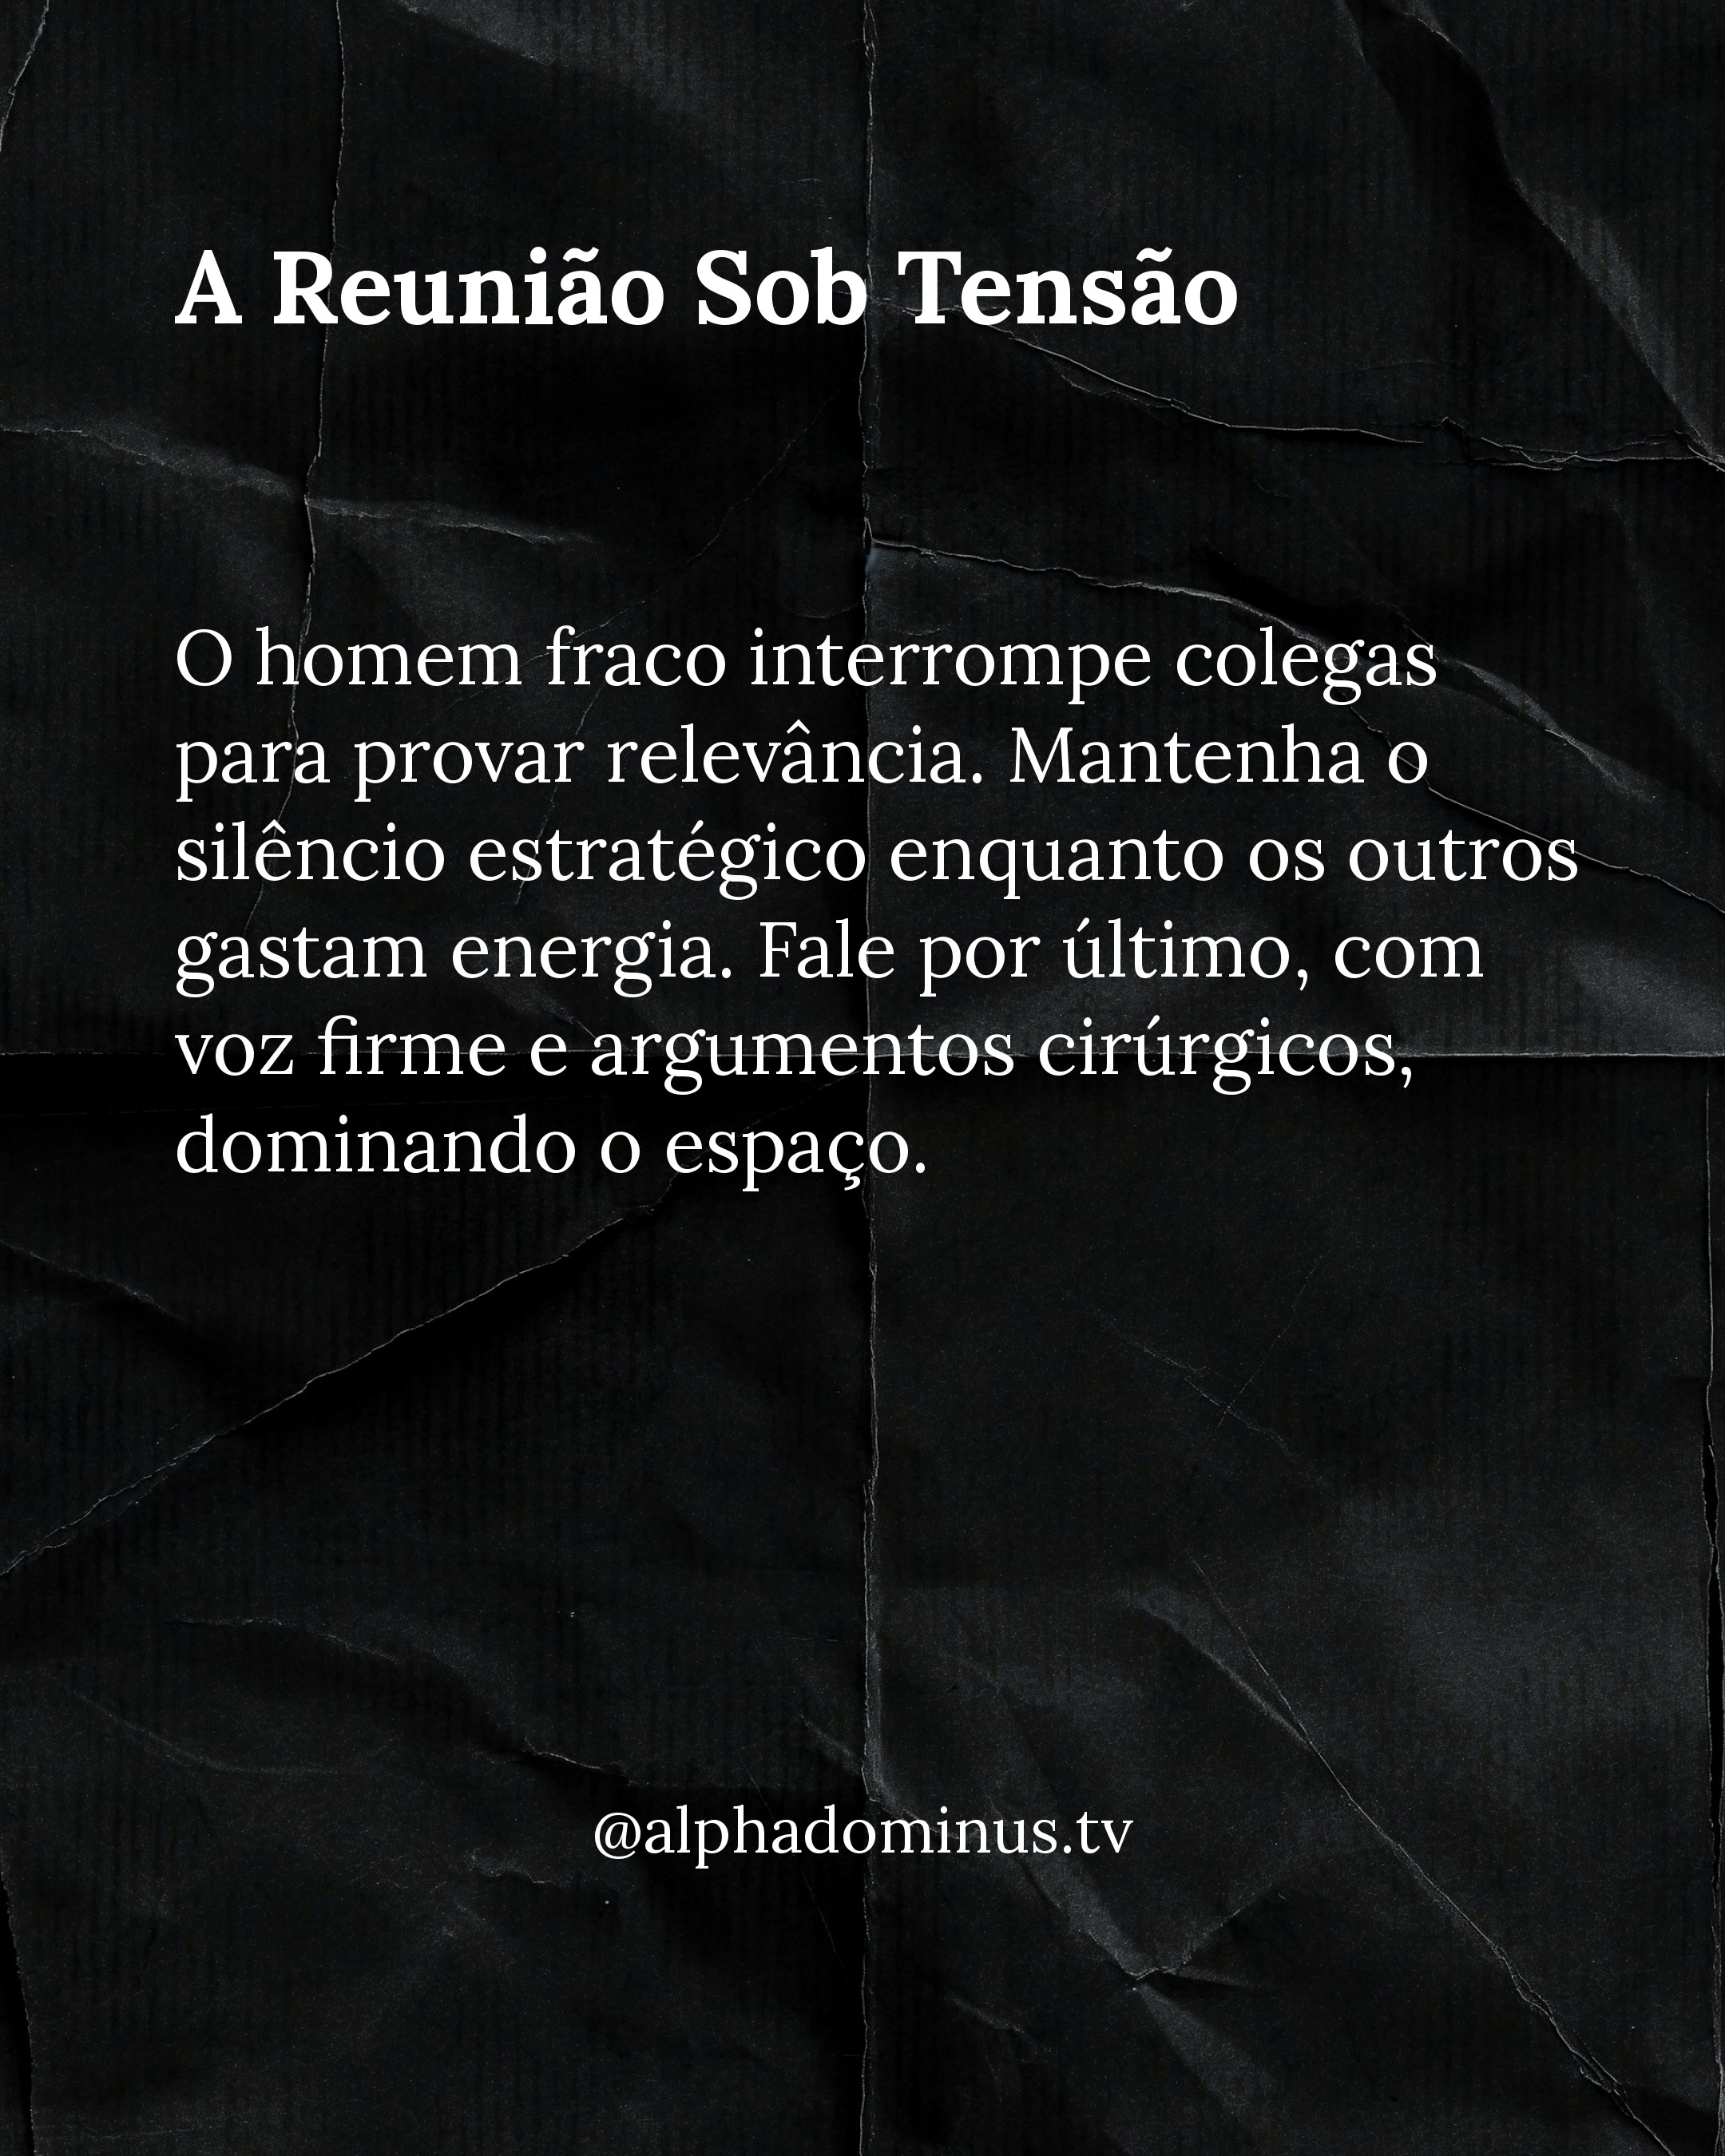 A Reunião Sob Tensão
O homem fraco interrompe colegas
para provar relevância. Mantenha o
silêncio estratégico enquanto os outros
gastam energia. Fale por último, com
voz firme e argumentos cirúrgicos,
dominando o espaço.
@alphadominus.tv